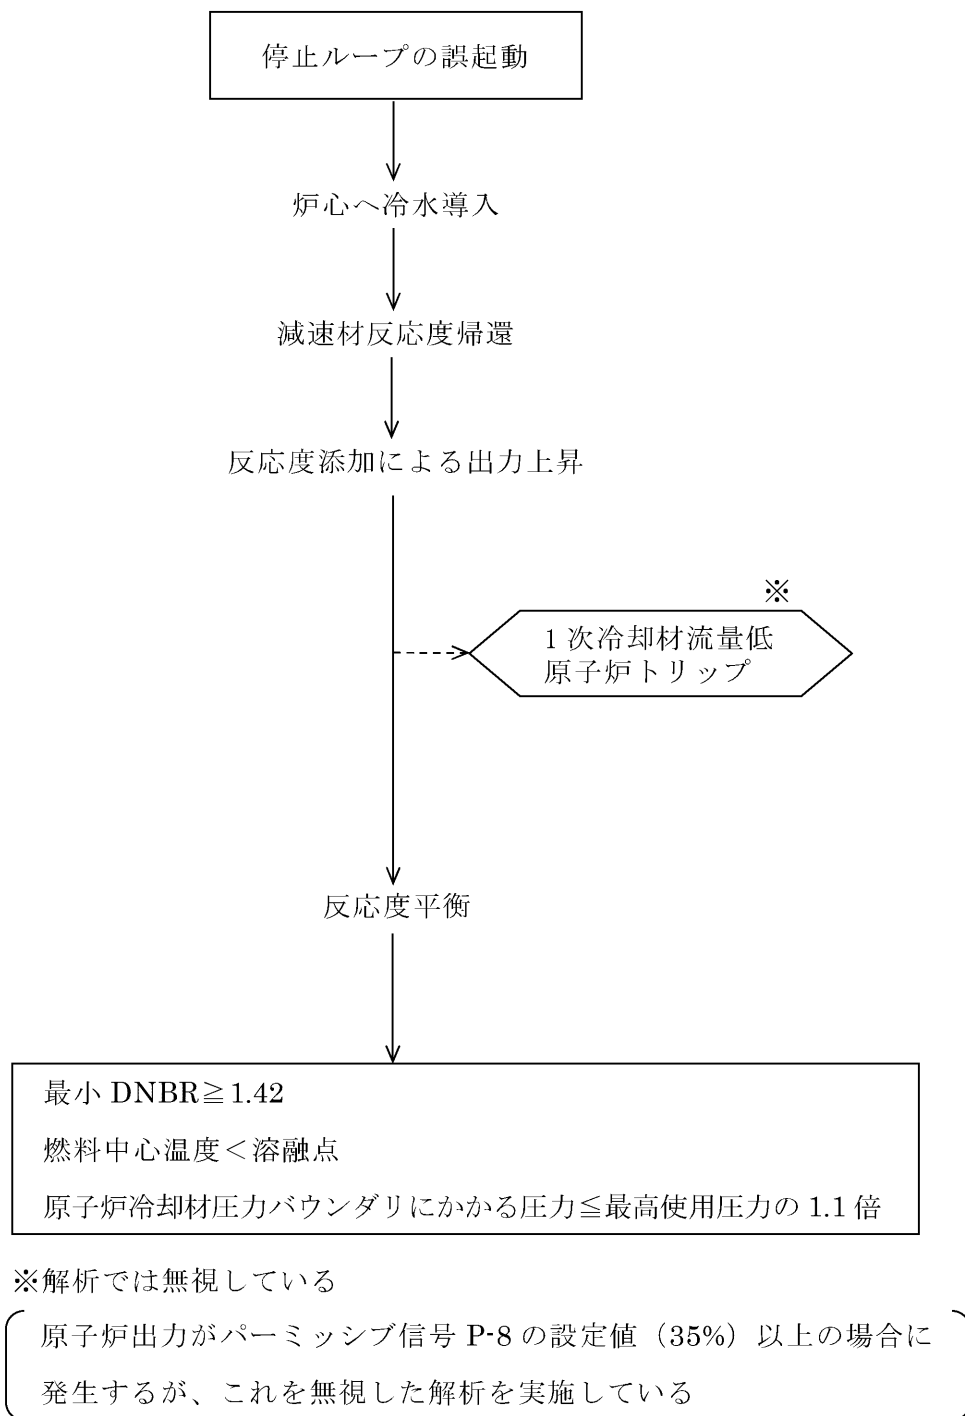 停止ループの誤起動
炉心へ冷水導入
減速材反応度帰還
反応度添加による出力上昇
※
1次冷却材流量低
原子炉トリップ
反応度平衡
最小 DNBR≧1.42
燃料中心温度＜溶融点
原子炉冷却材圧力バウンダリにかかる圧力≦最高使用圧力の 1.1 倍
※解析では無視している
原子炉出力がパーミッシブ信号 P-8 の設定値（35%）以上の場合に
発生するが、これを無視した解析を実施している